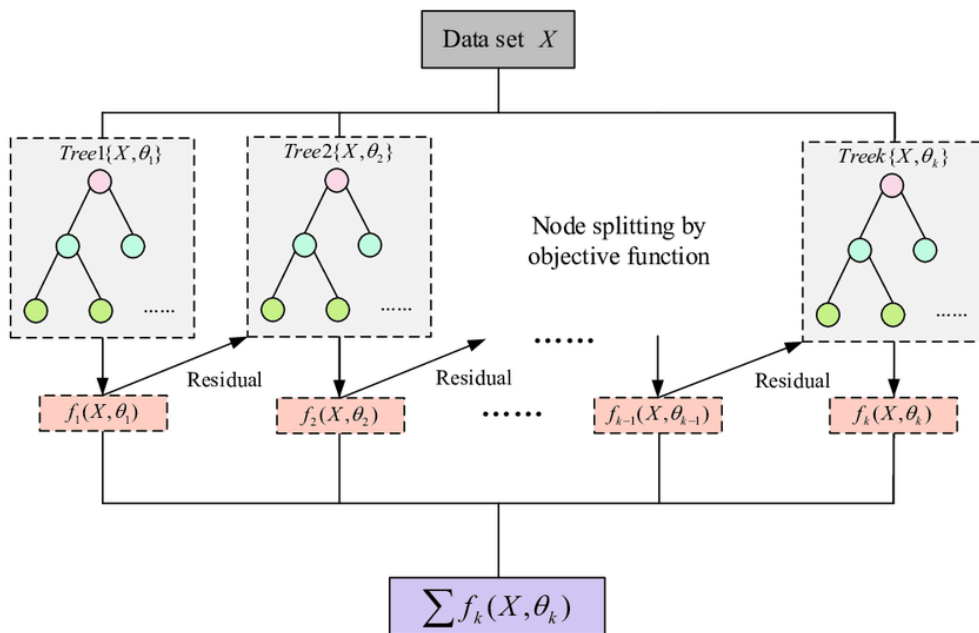 Data set X
Tree1{X,θ₁}
Tree2{X,θ₂}
Treek{X,θₖ}
Node splitting by
objective function
......
......
......
......
Residual
Residual
Residual
f₁(X,θ₁)
f₂(X,θ₂)
......
fₖ₋₁(X,θₖ₋₁)
fₖ(X,θₖ)
∑fₖ(X,θₖ)